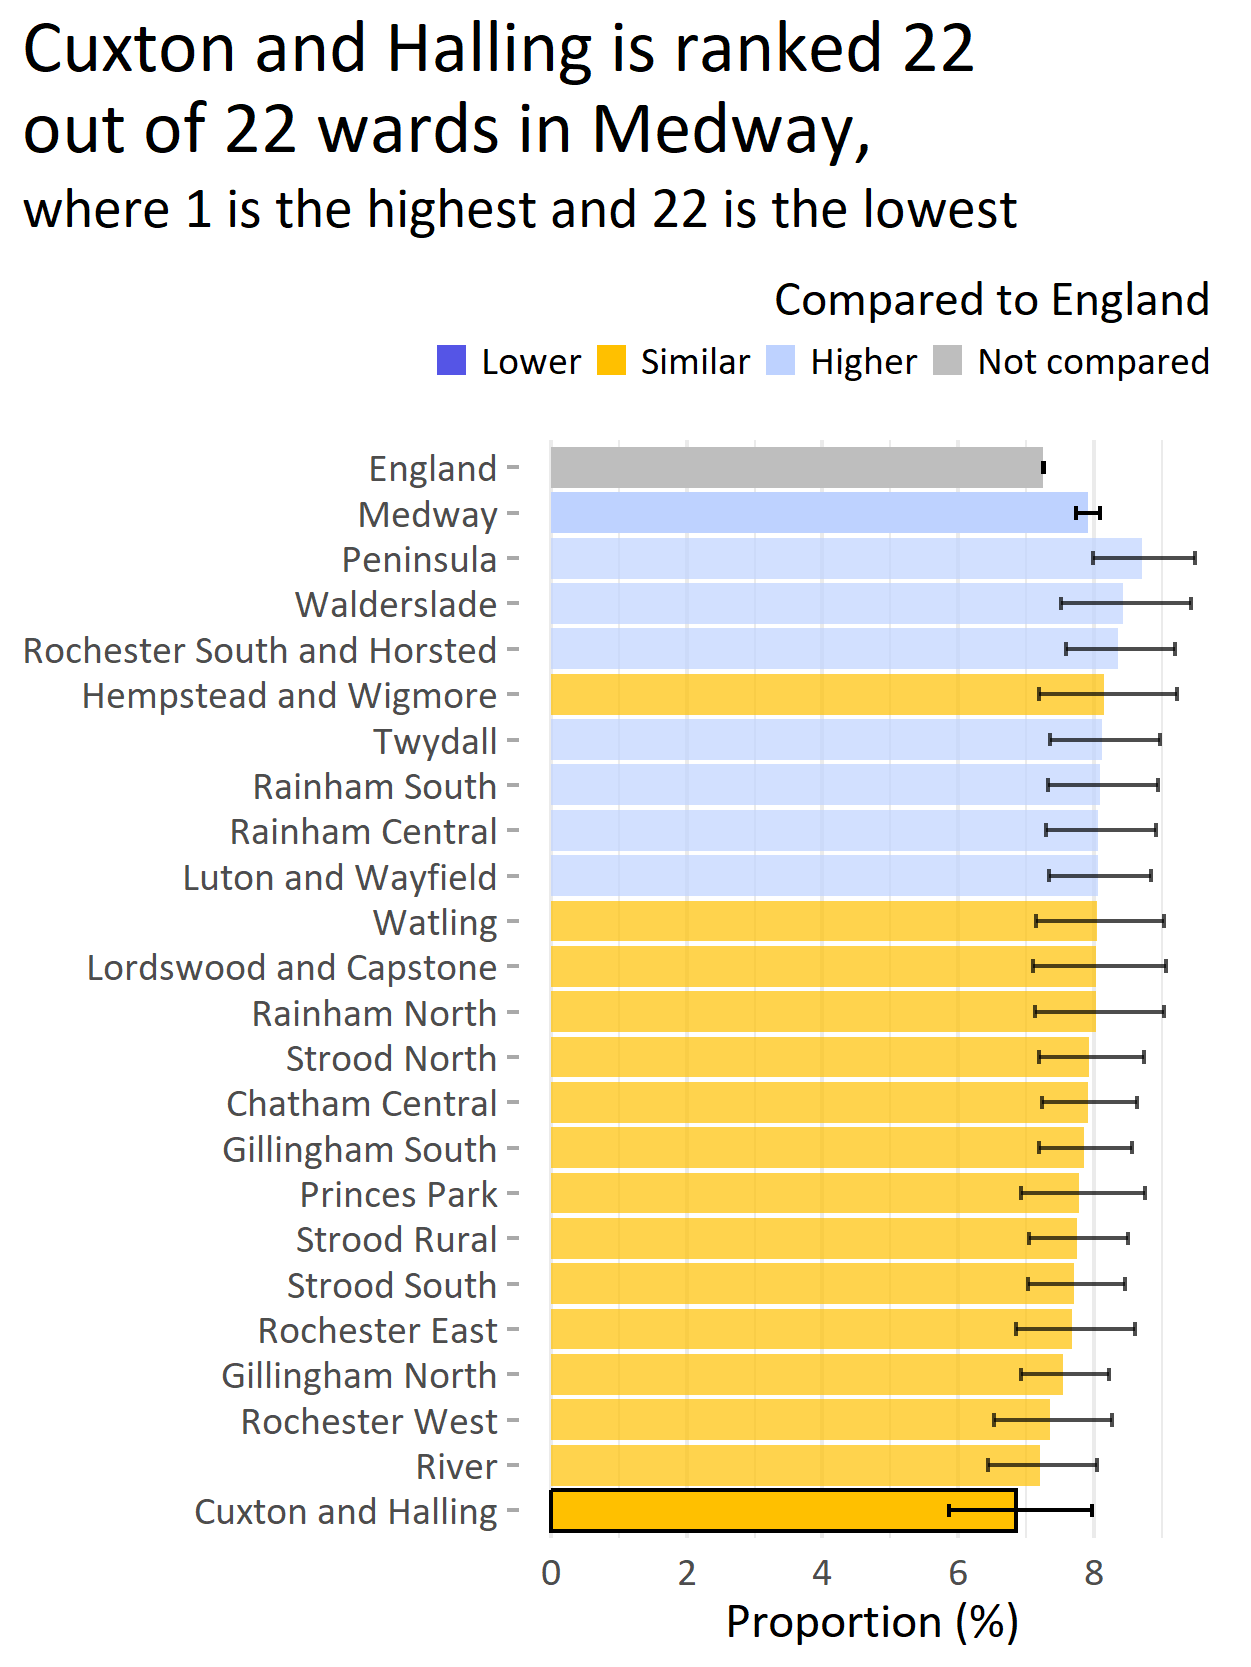 Cuxton and Halling is ranked 22
out of 22 wards in Medway,
where 1 is the highest and 22 is the lowest
Compared to England
Lower Similar Higher Not compared
England
Medway
Peninsula
Walderslade
Rochester South and Horsted
Hempstead and Wigmore
Twydall
Rainham South
Rainham Central
Luton and Wayfield
Watling
Lordswood and Capstone
Rainham North
Strood North
Chatham Central
Gillingham South
Princes Park
Strood Rural
Strood South
Rochester East
Gillingham North
Rochester West
River
Cuxton and Halling
0 2 4 6 8
Proportion (%)